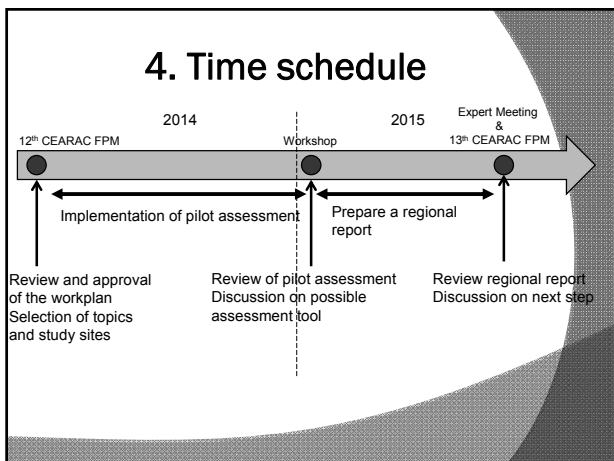 4. Time schedule
2014
2015
12th CEARAC FPM
Workshop
Expert Meeting
&
13th CEARAC FPM
Implementation of pilot assessment
Prepare a regional
report
Review and approval
of the workplan
Selection of topics
and study sites
Review of pilot assessment
Discussion on possible
assessment tool
Review regional report
Discussion on next step